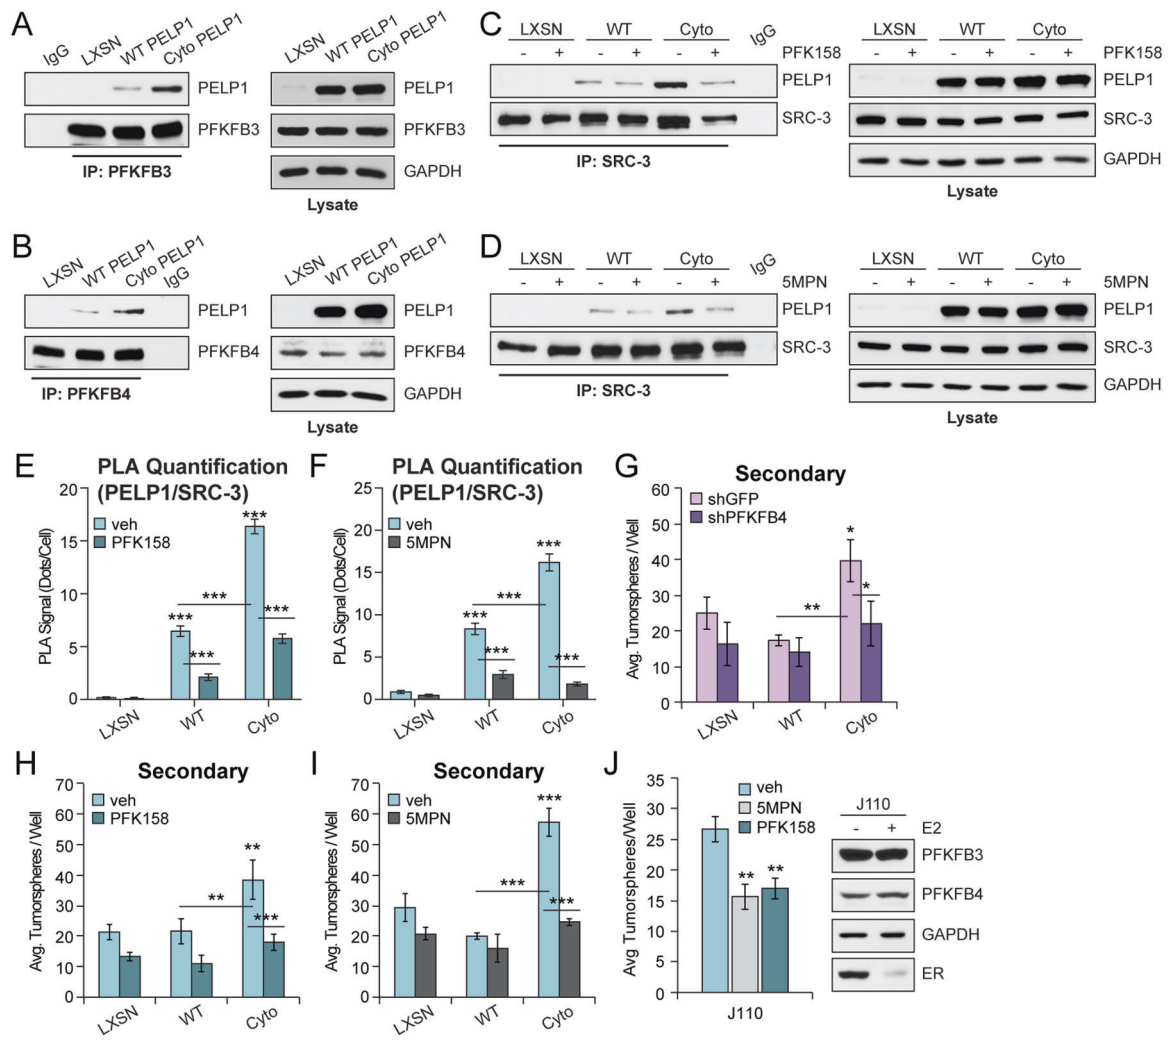 A
IgG
LXSN
WT PELP1
Cyto PELP1
PELP1
PFKFB3
IP: PFKFB3
LXSN
WT PELP1
Cyto PELP1
PELP1
PFKFB3
GAPDH
Lysate
B
LXSN
WT PELP1
Cyto PELP1
IgG
PELP1
PFKFB4
IP: PFKFB4
LXSN
WT PELP1
Cyto PELP1
PELP1
PFKFB4
GAPDH
Lysate
C
LXSN WT Cyto IgG
- + - + - + PFK158
PELP1
SRC-3
IP: SRC-3
LXSN WT Cyto
- + - + - + PFK158
PELP1
SRC-3
GAPDH
Lysate
D
LXSN WT Cyto IgG
- + - + - + 5MPN
PELP1
SRC-3
IP: SRC-3
LXSN WT Cyto
- + - + - + 5MPN
PELP1
SRC-3
GAPDH
Lysate
E
PLA Quantification
(PELP1/SRC-3)
PLA Signal (Dots/Cell)
20
15
10
5
0
veh
PFK158
***
***
***
***
***
LXSN WT Cyto
F
PLA Quantification
(PELP1/SRC-3)
PLA Signal (Dots/Cell)
25
20
15
10
5
0
veh
5MPN
***
***
***
***
***
LXSN WT Cyto
G
Secondary
Avg. Tumorspheres / Well
60
50
40
30
20
10
0
shGFP
shPFKFB4
*
**
*
LXSN WT Cyto
H
Secondary
Avg. Tumorspheres / Well
70
60
50
40
30
20
10
0
veh
PFK158
**
**
***
LXSN WT Cyto
I
Secondary
Avg. Tumorspheres / Well
70
60
50
40
30
20
10
0
veh
5MPN
***
***
***
LXSN WT Cyto
J
Avg Tumorspheres/Well
35
30
25
20
15
10
5
0
veh
5MPN
PFK158
**
**
J110
J110
- + E2
PFKFB3
PFKFB4
GAPDH
ER